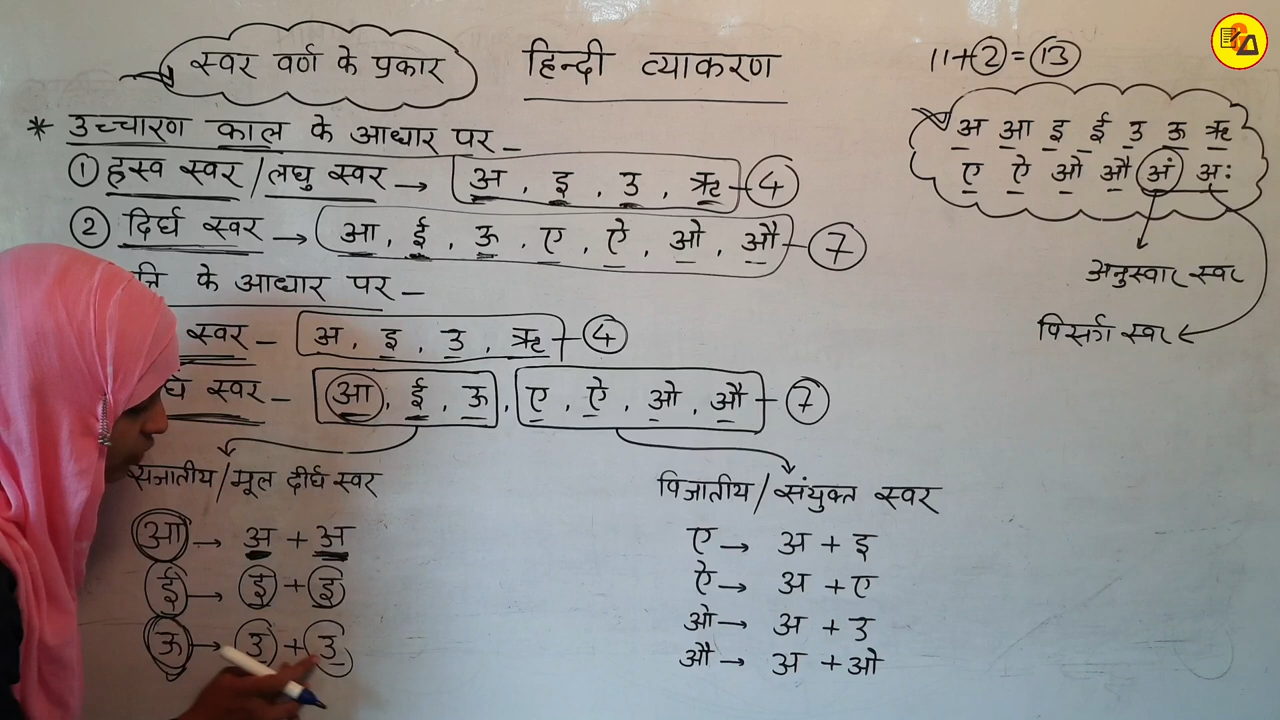 स्वर वर्ण के प्रकार
हिन्दी व्याकरण
11+2=13
अ आ इ ई उ ऊ ऋ
ए ऐ ओ औ अं अः
अनुस्वार स्वर
विसर्ग स्वर
* उच्चारण काल के आधार पर –
① ह्रस्व स्वर / लघु स्वर → अ, इ, उ, ऋ – 4
② दिर्घ स्वर → आ, ई, ऊ, ए, ऐ, ओ, औ – 7
के आधार पर –
स्वर – अ, इ, उ, ऋ – 4
स्वर – आ, ई, ऊ, ए, ऐ, ओ, औ – 7
सजातीय / मूल दीर्घ स्वर
आ → अ + अ
ई → इ + इ
ऊ → उ + उ
विजातीय / संयुक्त स्वर
ए → अ + इ
ऐ → अ + ए
ओ → अ + उ
औ → अ + ओ